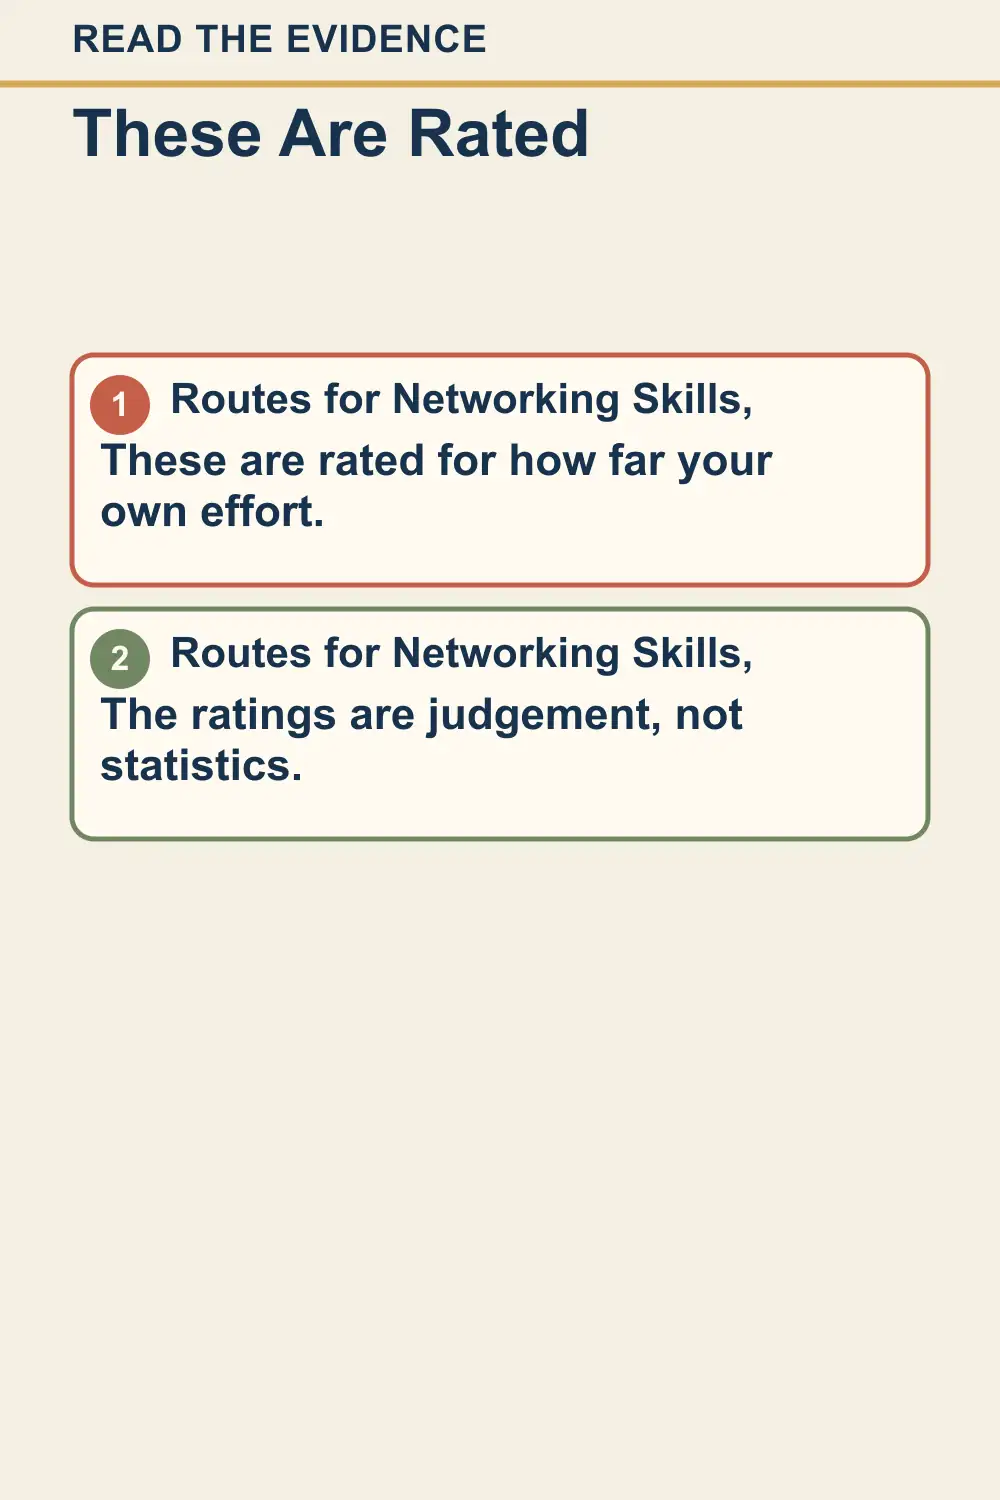 READ THE EVIDENCE
These Are Rated
1 Routes for Networking Skills,
These are rated for how far your
own effort.
2 Routes for Networking Skills,
The ratings are judgement, not
statistics.